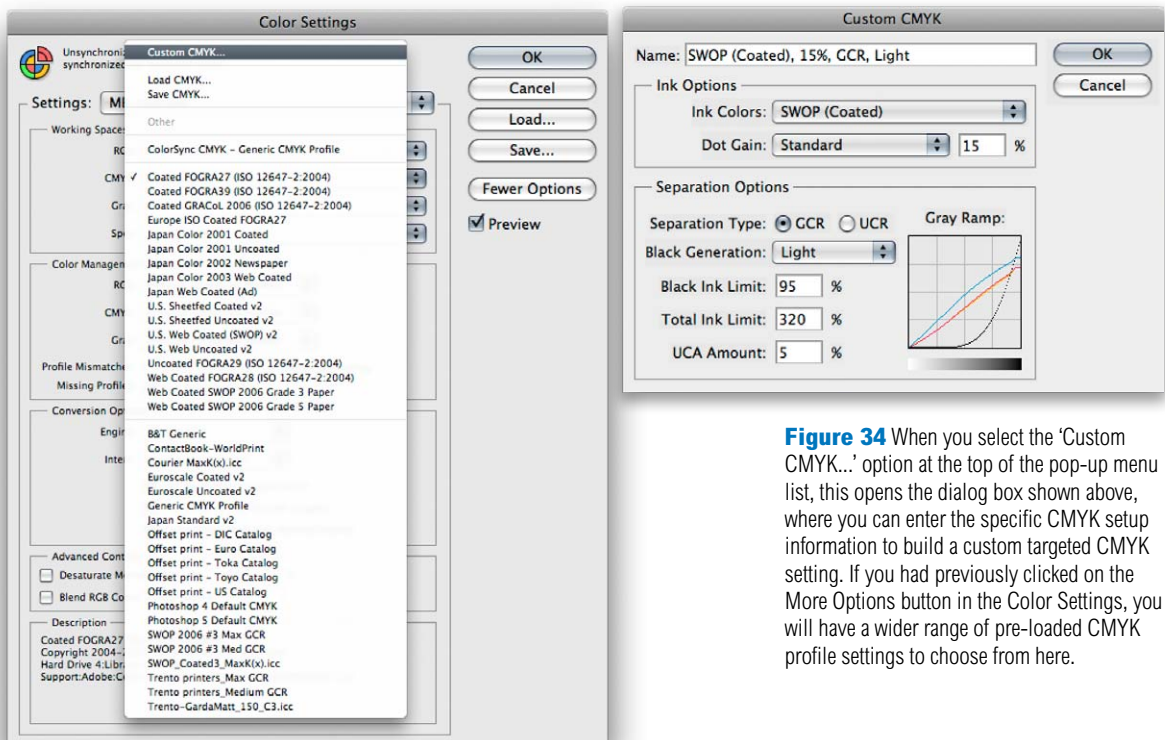 Color Settings
Unsynchroni
synchronized
Custom CMYK...
Load CMYK...
Save CMYK...
Other
ColorSync CMYK - Generic CMYK Profile
✓ Coated FOGRA27 (ISO 12647-2:2004)
Coated FOGRA39 (ISO 12647-2:2004)
Coated GRACoL 2006 (ISO 12647-2:2004)
Europe ISO Coated FOGRA27
Japan Color 2001 Coated
Japan Color 2001 Uncoated
Japan Color 2002 Newspaper
Japan Color 2003 Web Coated
Japan Web Coated (Ad)
U.S. Sheetfed Coated v2
U.S. Sheetfed Uncoated v2
U.S. Web Coated (SWOP) v2
U.S. Web Uncoated v2
Uncoated FOGRA29 (ISO 12647-2:2004)
Web Coated FOGRA28 (ISO 12647-2:2004)
Web Coated SWOP 2006 Grade 3 Paper
Web Coated SWOP 2006 Grade 5 Paper
B&T Generic
ContactBook-WorldPrint
Courier MaxK(x).icc
Euroscale Coated v2
Euroscale Uncoated v2
Generic CMYK Profile
Japan Standard v2
Offset print - DIC Catalog
Offset print - Euro Catalog
Offset print - Toka Catalog
Offset print - Toyo Catalog
Offset print - US Catalog
Photoshop 4 Default CMYK
Photoshop 5 Default CMYK
SWOP 2006 #3 Max GCR
SWOP 2006 #3 Med GCR
SWOP_Coated3_MaxK(x).icc
Trento printers_Max GCR
Trento printers_Medium GCR
Trento-GardaMatt_150_C3.icc
Settings: MI
Working Space
RG
CMY
Gra
Spo
Color Managem
RG
CMY
Gra
Profile Mismatche
Missing Profile
Conversion Op
Engin
Inte
Advanced Cont
Desaturate M
Blend RGB Co
Description
Coated FOGRA27
Copyright 2004-2
Hard Drive 4:Libr
Support:Adobe:Co
OK
Cancel
Load...
Save...
Fewer Options
Preview
Custom CMYK
Name: SWOP (Coated), 15%, GCR, Light
OK
Cancel
Ink Options
Ink Colors: SWOP (Coated)
Dot Gain: Standard 15 %
Separation Options
Separation Type: GCR UCR
Gray Ramp:
Black Generation: Light
Black Ink Limit: 95 %
Total Ink Limit: 320 %
UCA Amount: 5 %
Figure 34 When you select the ‘Custom
CMYK...’ option at the top of the pop-up menu
list, this opens the dialog box shown above,
where you can enter the specific CMYK setup
information to build a custom targeted CMYK
setting. If you had previously clicked on the
More Options button in the Color Settings, you
will have a wider range of pre-loaded CMYK
profile settings to choose from here.